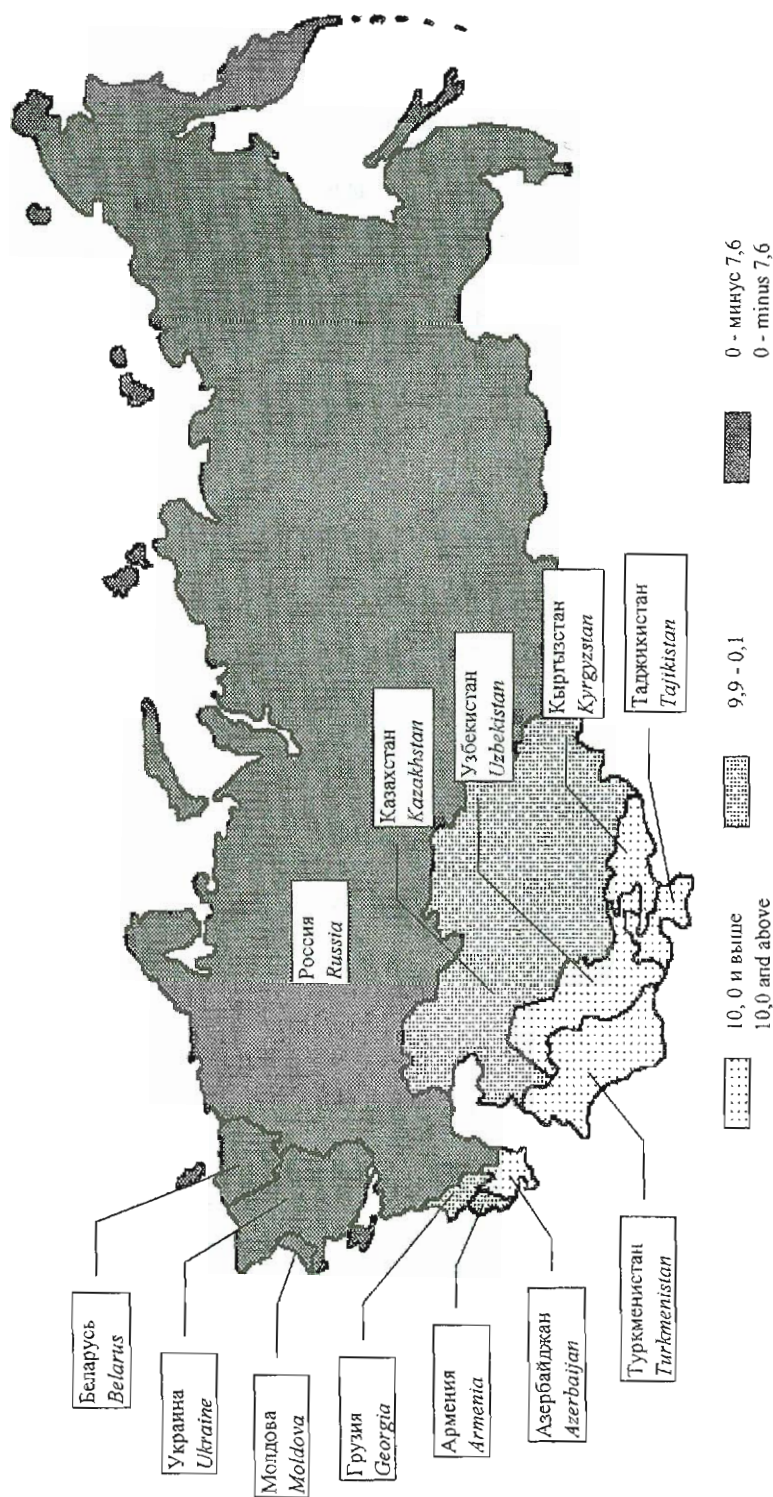 Беларусь
Belarus
Украина
Ukraine
Молдова
Moldova
Грузия
Georgia
Армения
Armenia
Азербайджан
Azerbaijan
Туркменистан
Turkmenistan
Россия
Russia
Казахстан
Kazakhstan
Узбекистан
Uzbekistan
Кыргызстан
Kyrgyzstan
Таджикистан
Tajikistan
10, 0 и выше
10,0 and above
9,9 - 0,1
0 - минус 7,6
0 - minus 7,6